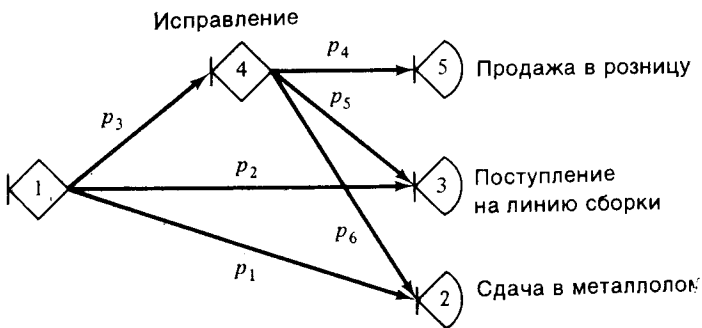 Исправление
4
p4
5
Продажа в розницу
p3
p5
1
p2
3
Поступление
на линию сборки
p6
p1
2
Сдача в металлолом